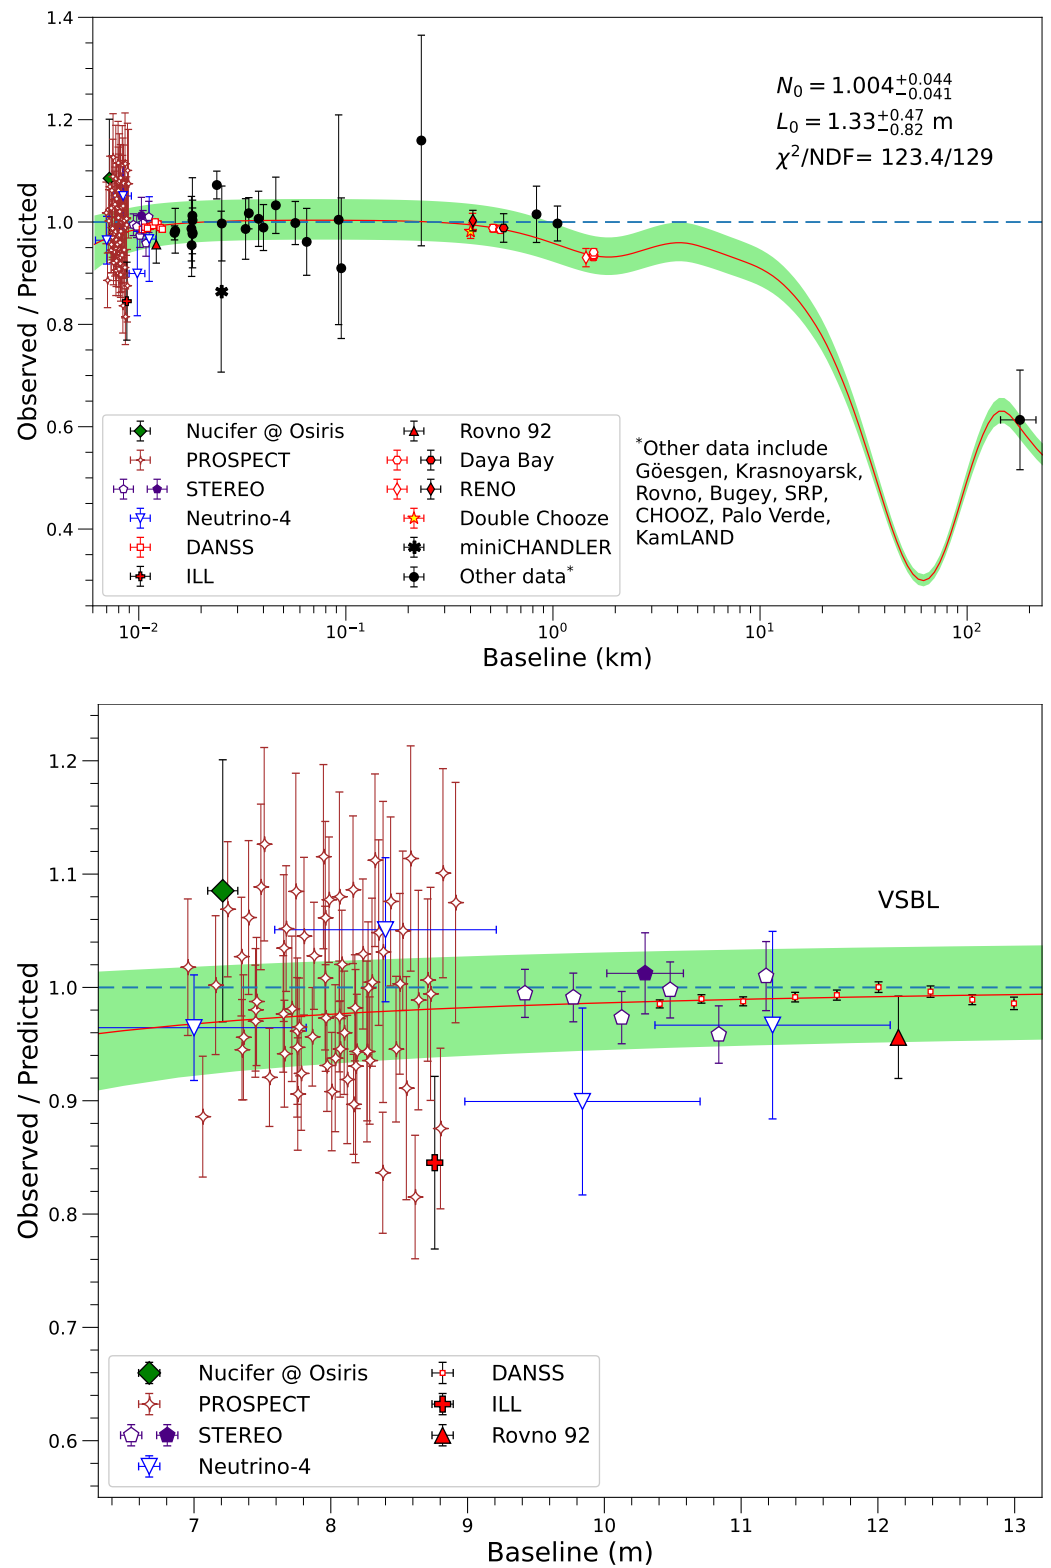 1.4
1.2
1.0
0.8
0.6
0.4
Observed / Predicted
N₀ = 1.004 +0.044 −0.041
L₀ = 1.33 +0.47 −0.82 m
χ²/NDF= 123.4/129
Nucifer @ Osiris
PROSPECT
STEREO
Neutrino-4
DANSS
ILL
Rovno 92
Daya Bay
RENO
Double Chooze
miniCHANDLER
Other data*
*Other data include
Göesgen, Krasnoyarsk,
Rovno, Bugey, SRP,
CHOOZ, Palo Verde,
KamLAND
10⁻² 10⁻¹ 10⁰ 10¹ 10²
Baseline (km)
1.2
1.1
1.0
0.9
0.8
0.7
0.6
Observed / Predicted
VSBL
Nucifer @ Osiris
PROSPECT
STEREO
Neutrino-4
DANSS
ILL
Rovno 92
7 8 9 10 11 12 13
Baseline (m)